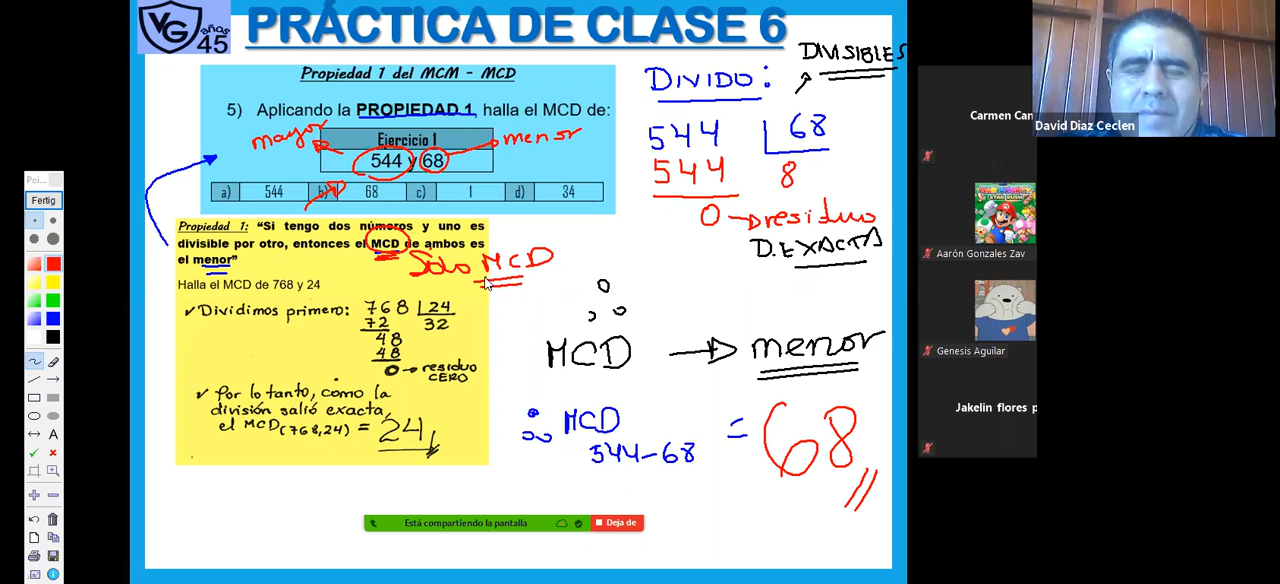 VG
años
45
PRÁCTICA DE CLASE 6
Propiedad 1 del MCM - MCD
5) Aplicando la PROPIEDAD 1, halla el MCD de:
mayor
Ejercicio 1
menor
544 y 68
a) 544 b) 68 c) 1 d) 34
Propiedad 1: “Si tengo dos números y uno es
divisible por otro, entonces el MCD de ambos es
el menor”
Solo MCD
Halla el MCD de 768 y 24
✓ Dividimos primero: 768 24
72 32
48
48
0 → residuo
CERO
✓ Por lo tanto, como la
división salió exacta,
el MCD(768,24) = 24
DIVISIBLES
DIVIDO:
544 68
544 8
0 → residuo
D. EXACTA
∴
MCD → menor
∴ MCD = 68
544-68
Está compartiendo la pantalla
Deja de
Poi...
Fertig
A
David Diaz Ceclen
Carmen Can
Aarón Gonzales Zav
Genesis Aguilar
Jakelin flores p